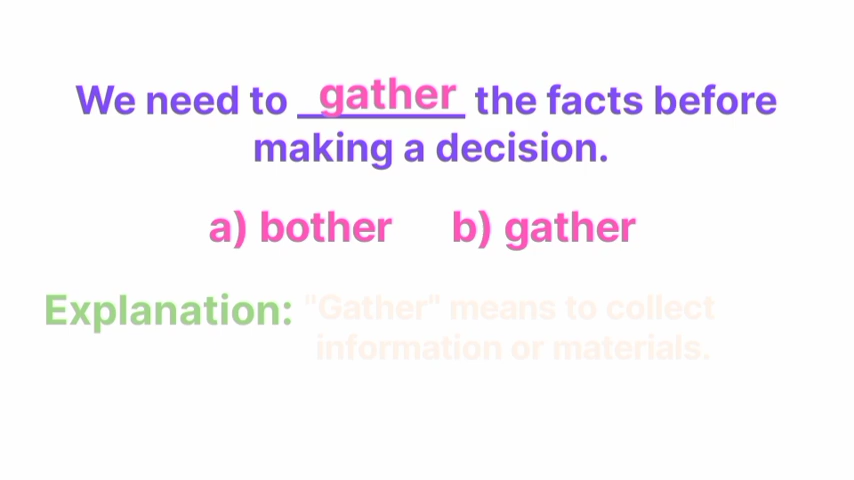 We need to gather the facts before
making a decision.
a) bother b) gather
Explanation: "Gather" means to collect
information or materials.